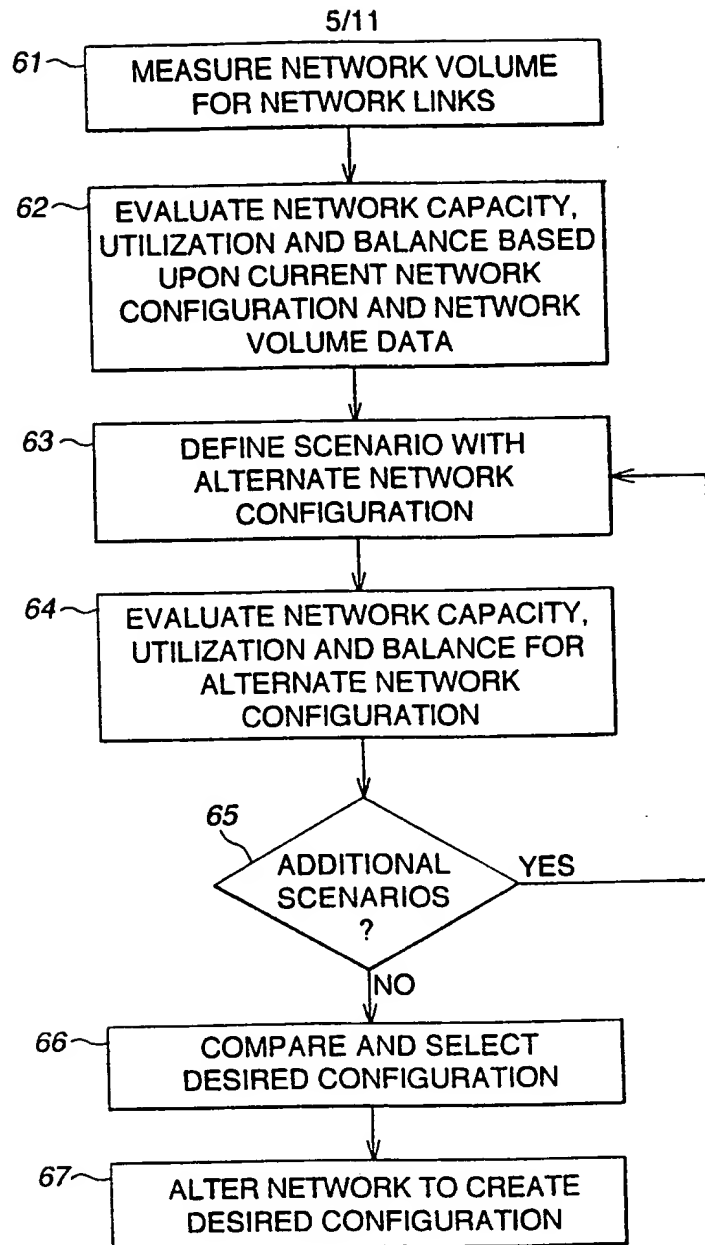 5/11
61
MEASURE NETWORK VOLUME
FOR NETWORK LINKS
62
EVALUATE NETWORK CAPACITY,
UTILIZATION AND BALANCE BASED
UPON CURRENT NETWORK
CONFIGURATION AND NETWORK
VOLUME DATA
63
DEFINE SCENARIO WITH
ALTERNATE NETWORK
CONFIGURATION
64
EVALUATE NETWORK CAPACITY,
UTILIZATION AND BALANCE FOR
ALTERNATE NETWORK
CONFIGURATION
65
ADDITIONAL
SCENARIOS
?
YES
NO
66
COMPARE AND SELECT
DESIRED CONFIGURATION
67
ALTER NETWORK TO CREATE
DESIRED CONFIGURATION